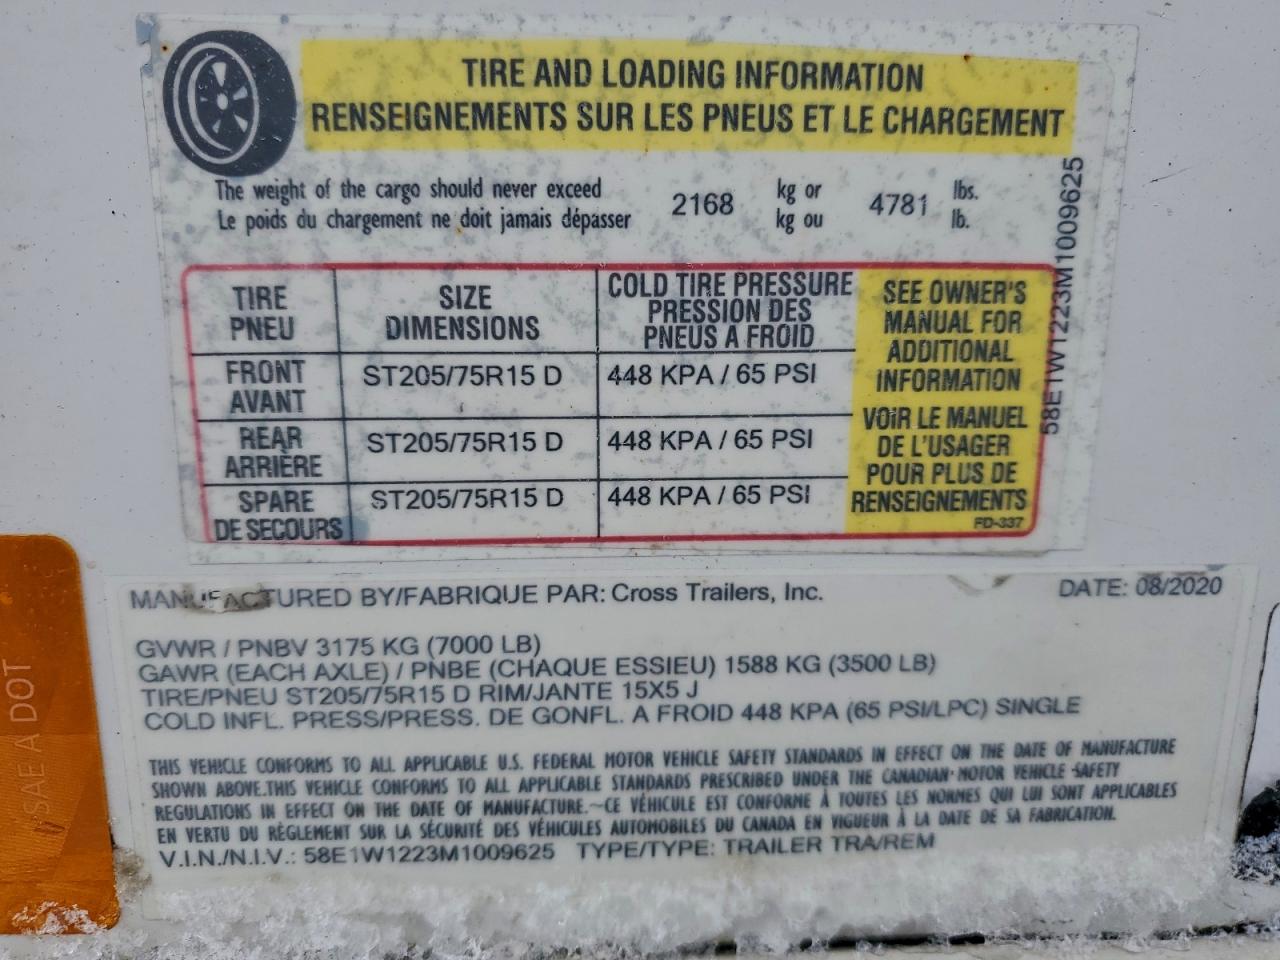 TIRE AND LOADING INFORMATION
RENSEIGNEMENTS SUR LES PNEUS ET LE CHARGEMENT
The weight of the cargo should never exceed 2168 kg or 4781 lbs.
Le poids du chargement ne doit jamais dépasser kg ou lb.
58E1W1223M1009625
TIRE
PNEU
SIZE
DIMENSIONS
COLD TIRE PRESSURE
PRESSION DES
PNEUS A FROID
FRONT
AVANT
ST205/75R15 D
448 KPA / 65 PSI
REAR
ARRIÈRE
ST205/75R15 D
448 KPA / 65 PSI
SPARE
DE SECOURS
ST205/75R15 D
448 KPA / 65 PSI
SEE OWNER'S
MANUAL FOR
ADDITIONAL
INFORMATION
VOIR LE MANUEL
DE L'USAGER
POUR PLUS DE
RENSEIGNEMENTS
FD-337
MANUFACTURED BY/FABRIQUE PAR: Cross Trailers, Inc. DATE: 08/2020
GVWR / PNBV 3175 KG (7000 LB)
GAWR (EACH AXLE) / PNBE (CHAQUE ESSIEU) 1588 KG (3500 LB)
TIRE/PNEU ST205/75R15 D RIM/JANTE 15X5 J
COLD INFL. PRESS/PRESS. DE GONFL. A FROID 448 KPA (65 PSI/LPC) SINGLE
THIS VEHICLE CONFORMS TO ALL APPLICABLE U.S. FEDERAL MOTOR VEHICLE SAFETY STANDARDS IN EFFECT ON THE DATE OF MANUFACTURE
SHOWN ABOVE.THIS VEHICLE CONFORMS TO ALL APPLICABLE STANDARDS PRESCRIBED UNDER THE CANADIAN MOTOR VEHICLE SAFETY
REGULATIONS IN EFFECT ON THE DATE OF MANUFACTURE.-CE VÉHICULE EST CONFORME À TOUTES LES NORMES QUI LUI SONT APPLICABLES
EN VERTU DU RÈGLEMENT SUR LA SÉCURITÉ DES VÉHICULES AUTOMOBILES DU CANADA EN VIGUEUR À LA DATE DE SA FABRICATION.
V.I.N./N.I.V.: 58E1W1223M1009625 TYPE/TYPE: TRAILER TRA/REM
SAE A DOT